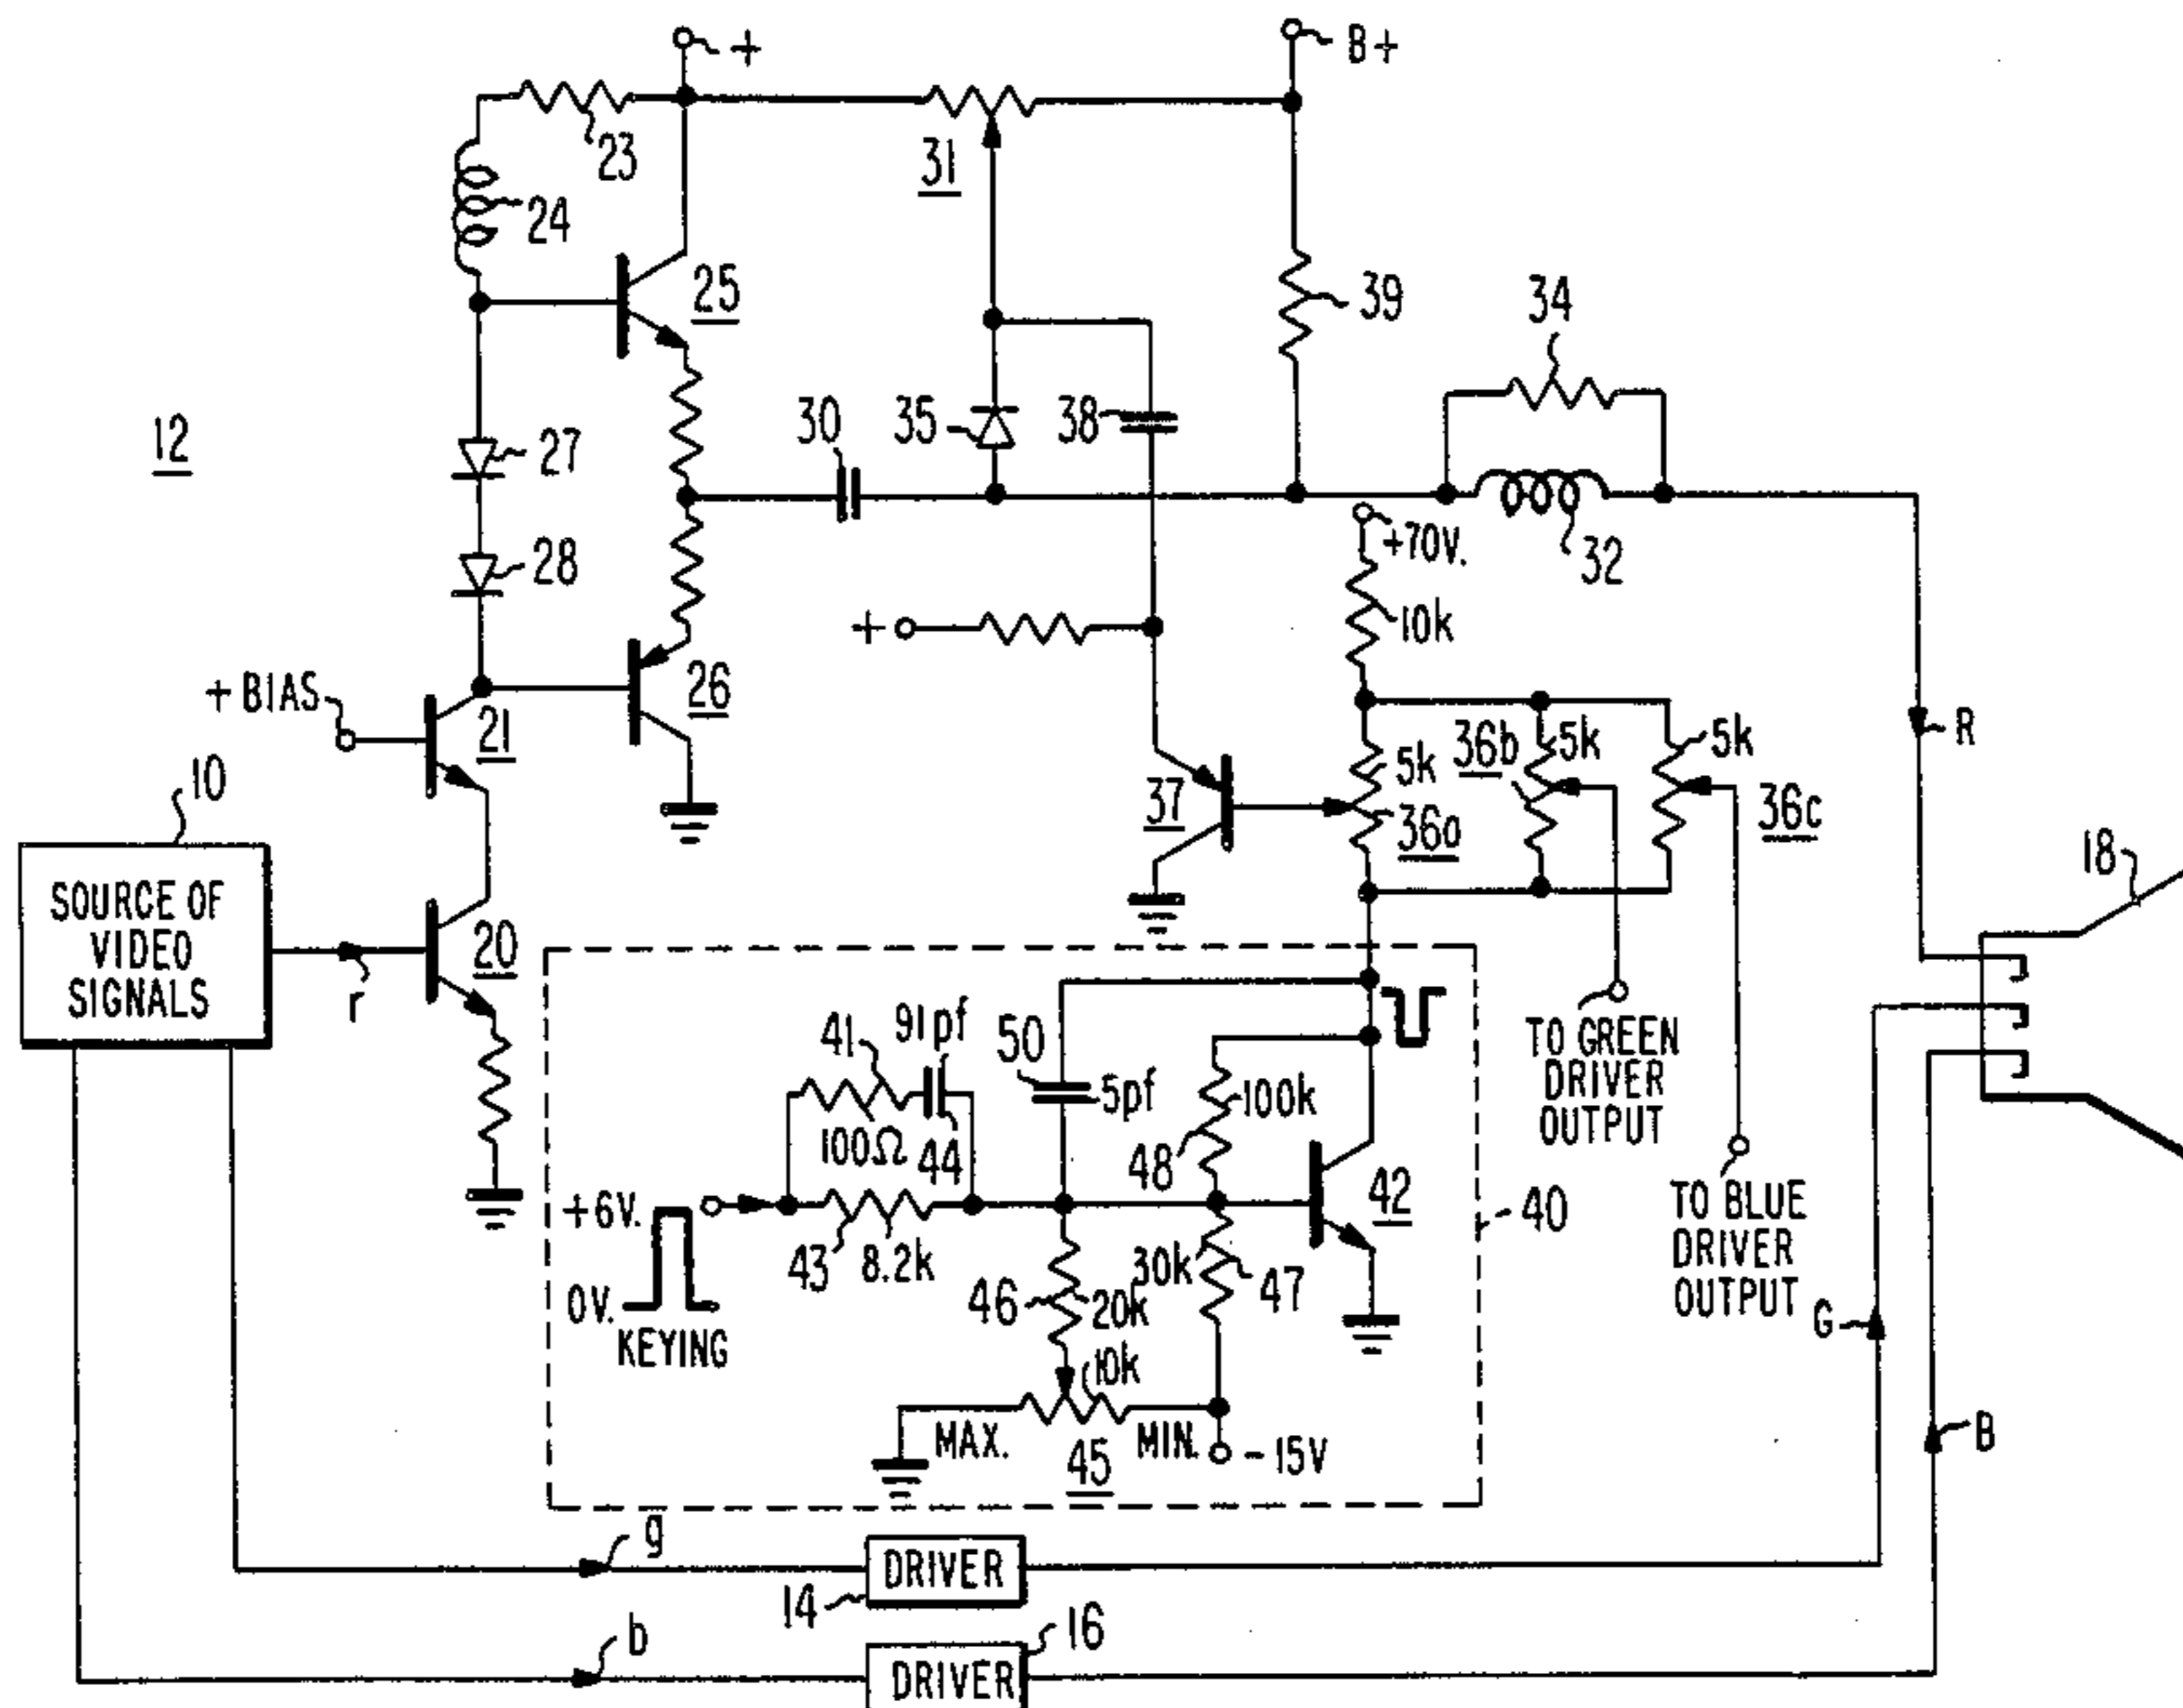 +
B+
23
31
24
25
39
34
12
27
30
35
38
28
+70V.
32
10k
+
+ BIAS
21
26
R
10
37
5k
36a
36b
5k
5k
36c
18
SOURCE OF
VIDEO
SIGNALS
r
20
41
91pf
50
5pf
100Ω
44
100k
48
42
TO GREEN
DRIVER
OUTPUT
+6V.
43
8.2k
40
TO BLUE
DRIVER
OUTPUT
0V.
KEYING
46
20k
30k
47
10k
G
MAX.
MIN.
45
-15V
B
g
DRIVER
14
b
16
DRIVER